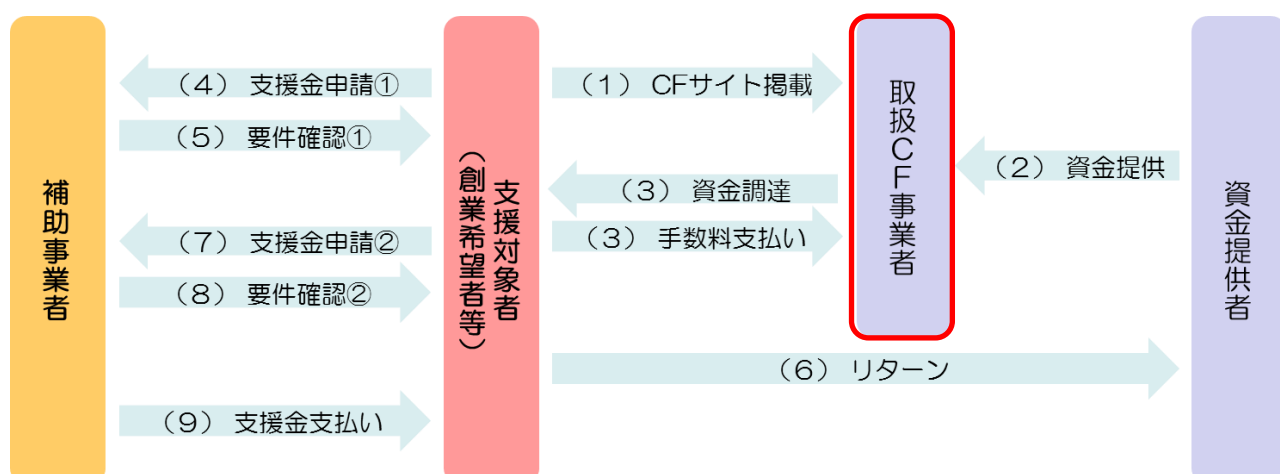 補助事業者
（４） 支援金申請①
（５） 要件確認①
（７） 支援金申請②
（８） 要件確認②
（９） 支援金支払い
支援対象者
（創業希望者等）
（１） CFサイト掲載
（３） 資金調達
（３） 手数料支払い
取扱ＣＦ事業者
（２） 資金提供
（６） リターン
資金提供者